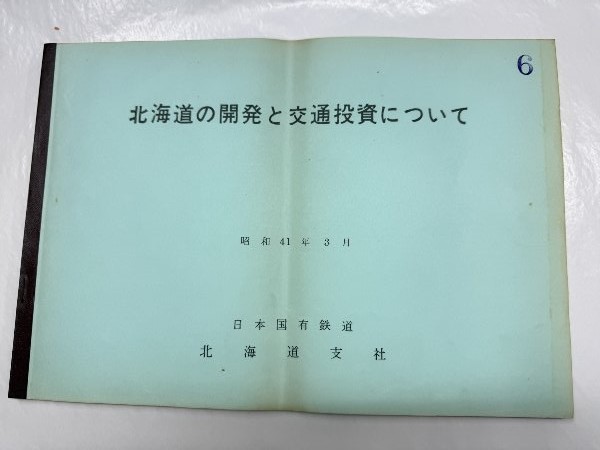 6
北海道の開発と交通投資について
昭和41年3月
日本国有鉄道
北海道支社